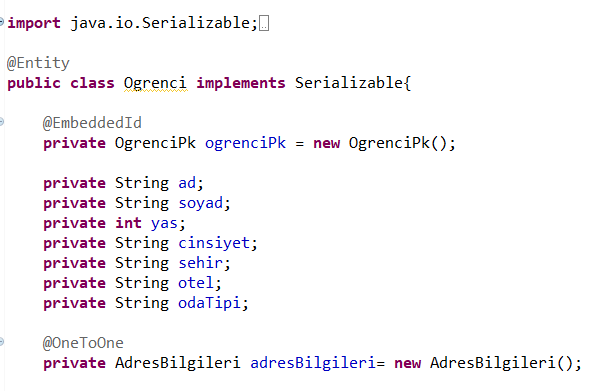 import java.io.Serializable;
@Entity
public class Ogrenci implements Serializable{
@EmbeddedId
private OgrenciPk ogrenciPk = new OgrenciPk();
private String ad;
private String soyad;
private int yas;
private String cinsiyet;
private String sehir;
private String otel;
private String odaTipi;
@OneToOne
private AdresBilgileri adresBilgileri= new AdresBilgileri();